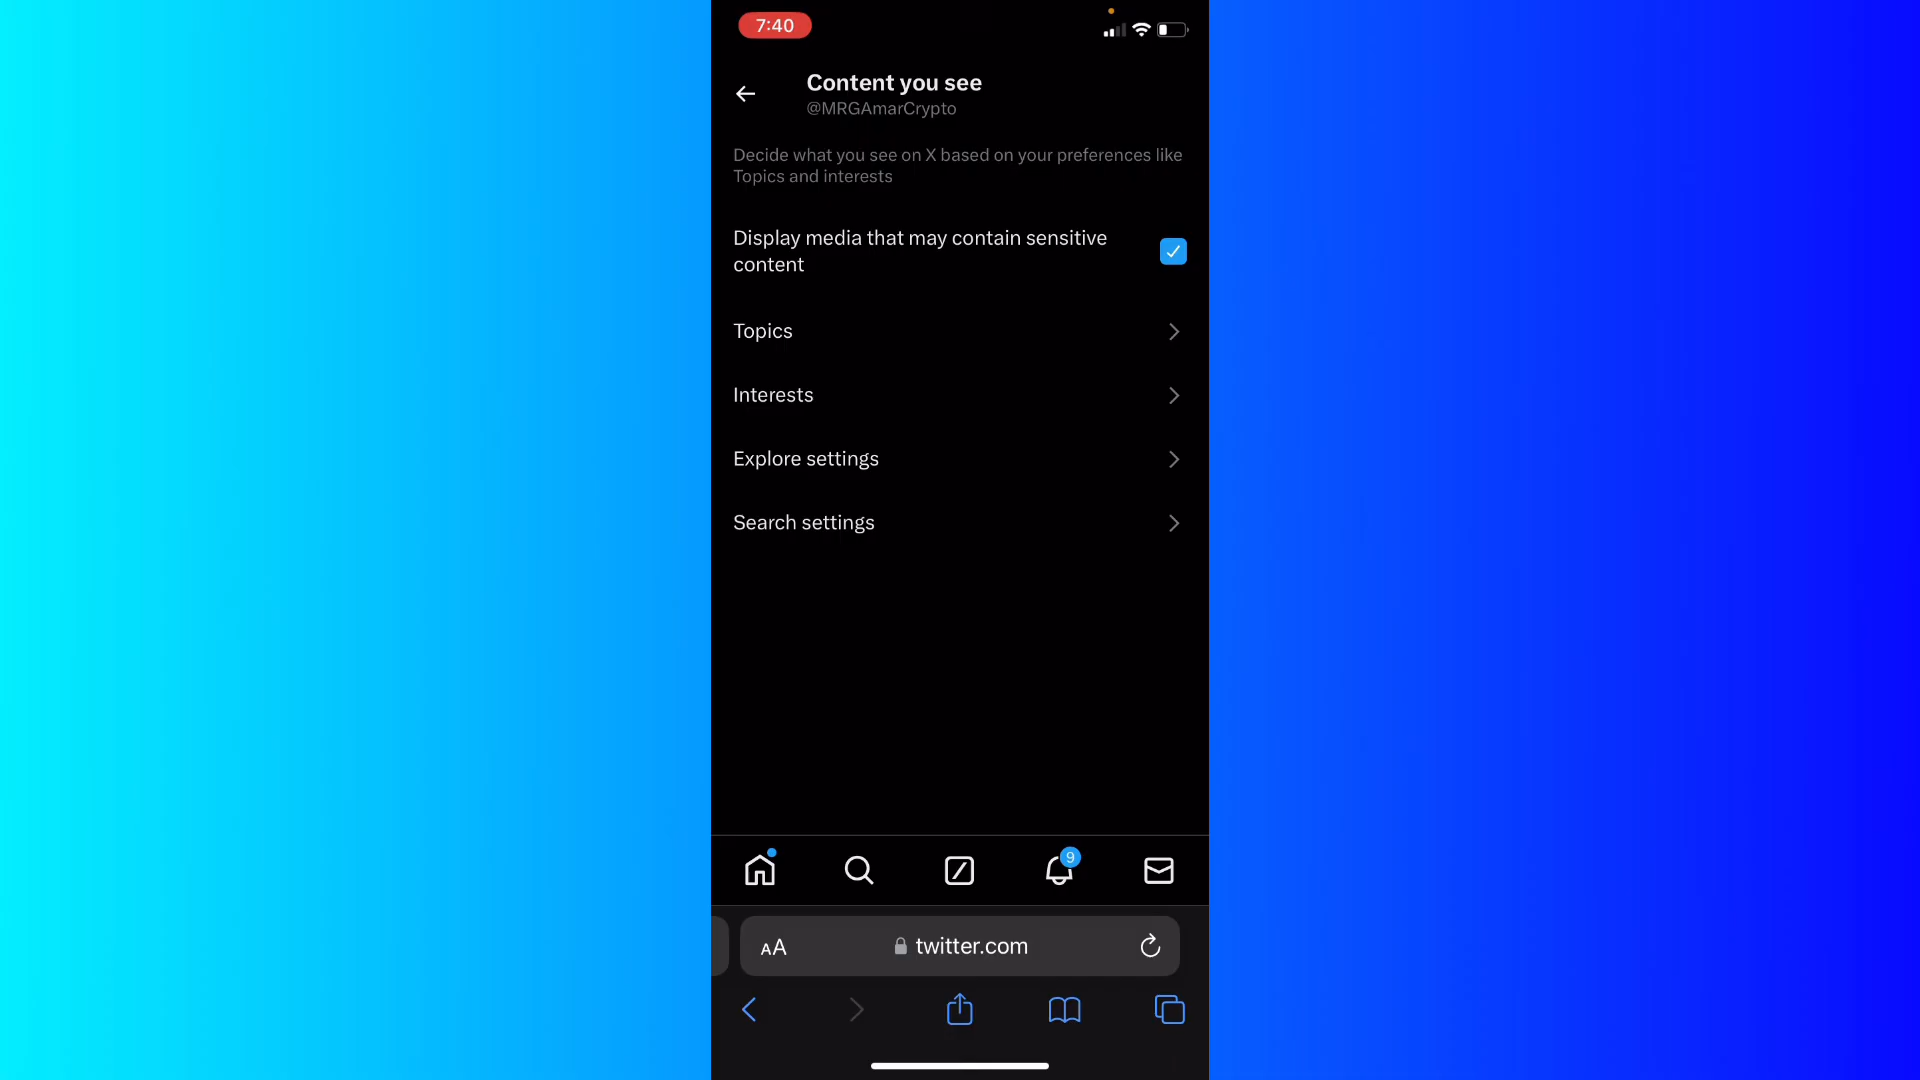 7:40
Content you see
@MRGAmarCrypto
Decide what you see on X based on your preferences like
Topics and interests
Display media that may contain sensitive
content
Topics
Interests
Explore settings
Search settings
9
AA
twitter.com